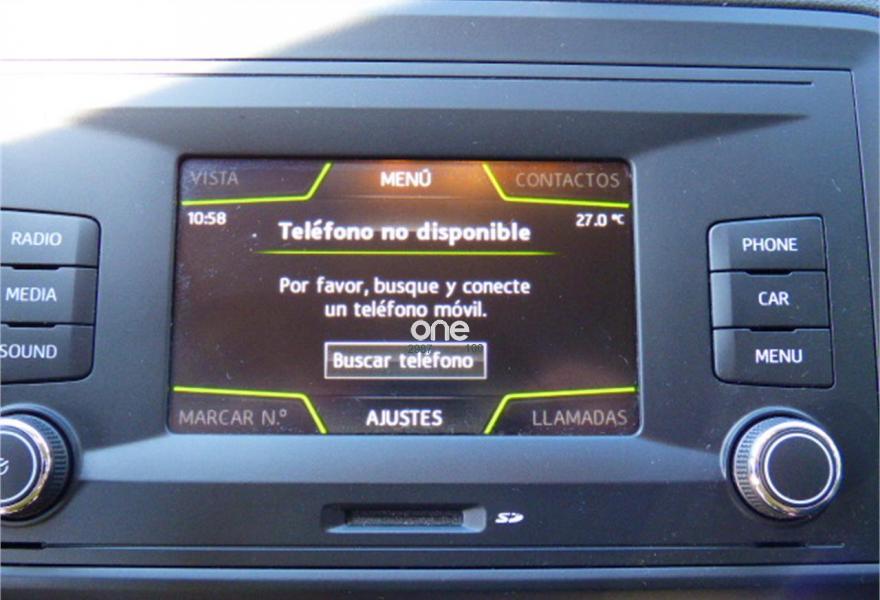 VISTA MENÚ CONTACTOS
10:58 27.0 °C
Teléfono no disponible
RADIO
PHONE
Por favor, busque y conecte
un teléfono móvil.
MEDIA
CAR
one
SOUND
Buscar teléfono
MENU
MARCAR N.º AJUSTES LLAMADAS
SD